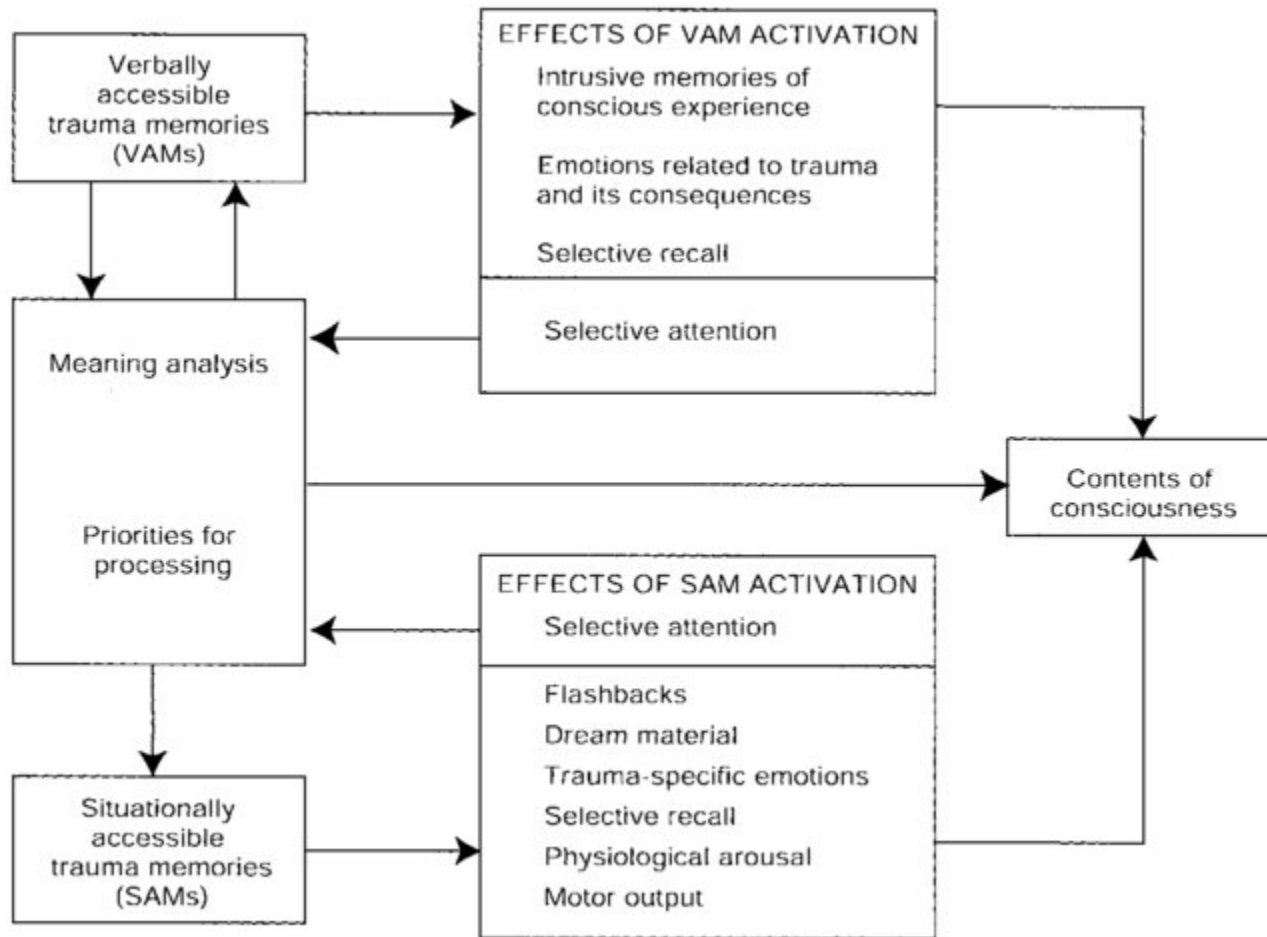 Verbally
accessible
trauma memories
(VAMs)
EFFECTS OF VAM ACTIVATION
Intrusive memories of
conscious experience
Emotions related to trauma
and its consequences
Selective recall
Selective attention
Meaning analysis
Priorities for
processing
Contents of
consciousness
EFFECTS OF SAM ACTIVATION
Selective attention
Flashbacks
Dream material
Trauma-specific emotions
Selective recall
Physiological arousal
Motor output
Situationally
accessible
trauma memories
(SAMs)